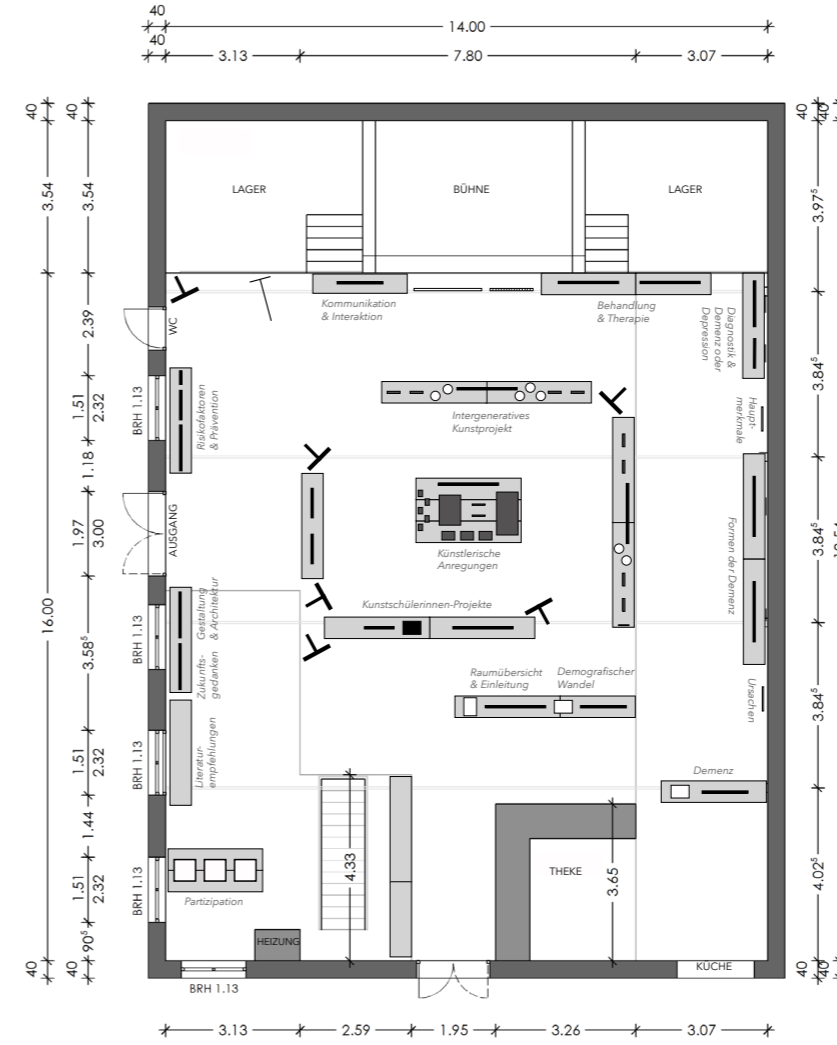 40
14.00
40
3.13
7.80
3.07
40
40
40
40
3.54
3.54
3.97⁵
LAGER
BÜHNE
LAGER
2.39
WC
Kommunikation
& Interaktion
Behandlung
& Therapie
Diagnostik &
Demenz oder
Depression
3.84⁵
1.51
2.32
BRH 1.13
Risikofaktoren
& Prävention
Intergeneratives
Kunstprojekt
Haupt-
merkmale
1.18
1.97
3.00
AUSGANG
Künstlerische
Anregungen
Formen der Demenz
3.84⁵
16.00
3.58⁵
BRH 1.13
Gestaltung
& Architektur
Kunstschülerinnen-Projekte
Zukunfts-
gedanken
Raumübersicht
& Einleitung
Demografischer
Wandel
Ursachen
3.84⁵
1.51
2.32
BRH 1.13
Literatur-
empfehlungen
Demenz
1.44
4.33
3.65
THEKE
4.02⁵
1.51
2.32
BRH 1.13
Partizipation
90⁵
HEIZUNG
KÜCHE
40
40
40
40
BRH 1.13
3.13
2.59
1.95
3.26
3.07